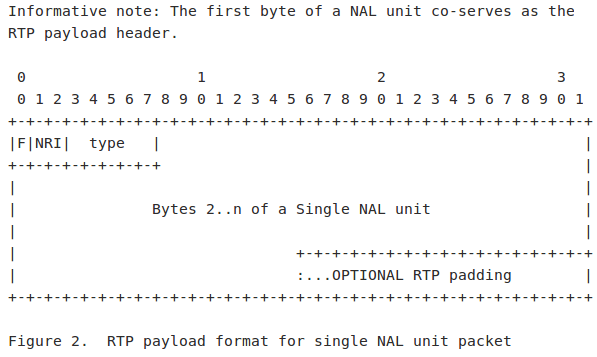 Informative note: The first byte of a NAL unit co-serves as the
RTP payload header.
 0                   1                   2                   3
 0 1 2 3 4 5 6 7 8 9 0 1 2 3 4 5 6 7 8 9 0 1 2 3 4 5 6 7 8 9 0 1
+-+-+-+-+-+-+-+-+-+-+-+-+-+-+-+-+-+-+-+-+-+-+-+-+-+-+-+-+-+-+-+-+
|F|NRI|  type   |                                               |
+-+-+-+-+-+-+-+-+                                               |
|                                                               |
|               Bytes 2..n of a Single NAL unit                 |
|                                                               |
|                               +-+-+-+-+-+-+-+-+-+-+-+-+-+-+-+-+
|                               :...OPTIONAL RTP padding        |
+-+-+-+-+-+-+-+-+-+-+-+-+-+-+-+-+-+-+-+-+-+-+-+-+-+-+-+-+-+-+-+-+
Figure 2.  RTP payload format for single NAL unit packet